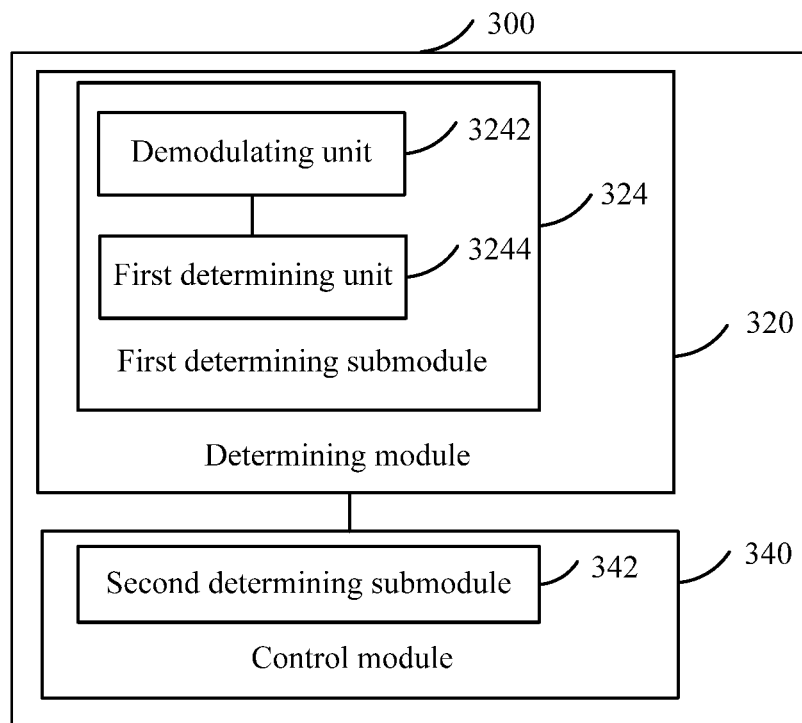 300
Demodulating unit
3242
324
First determining unit
3244
320
First determining submodule
Determining module
Second determining submodule
342
340
Control module